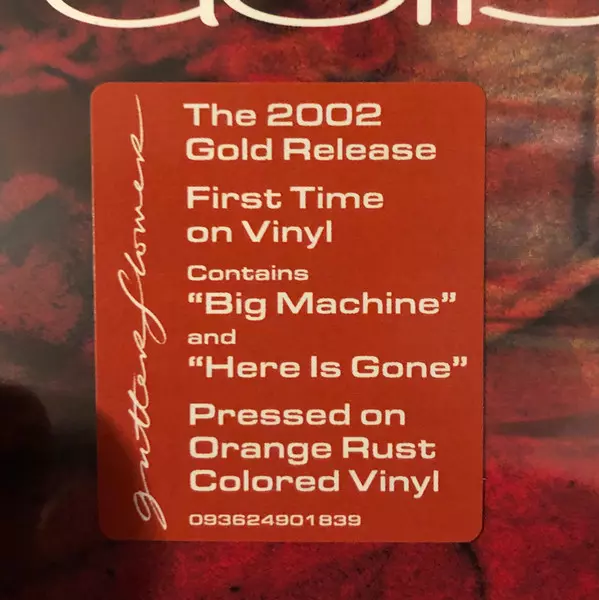 The 2002
Gold Release
First Time
on Vinyl
Contains
“Big Machine”
and
“Here Is Gone”
Pressed on
Orange Rust
Colored Vinyl
093624901839
gutterflower